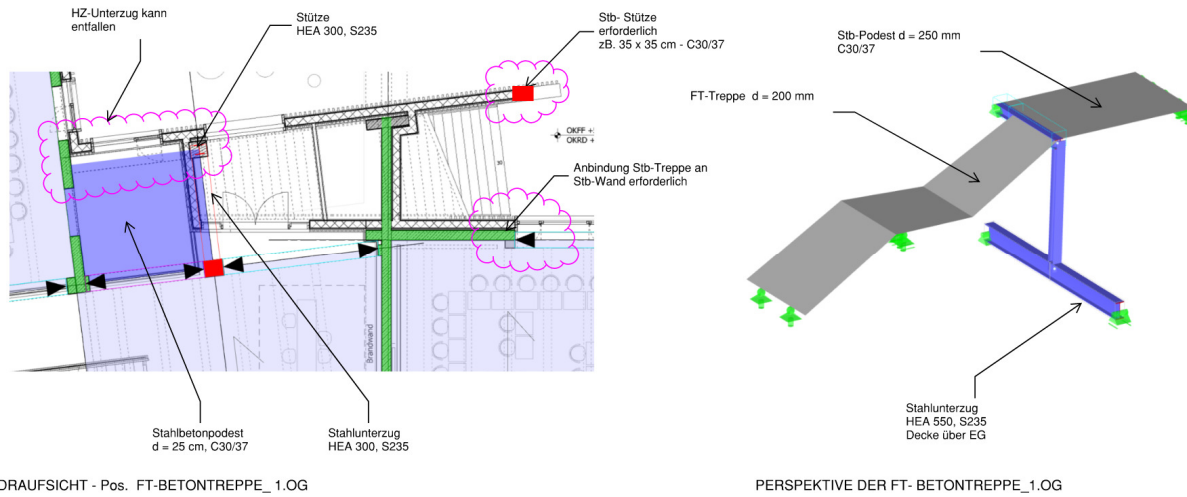 HZ-Unterzug kann
entfallen
Stütze
HEA 300, S235
Stb- Stütze
erforderlich
zB. 35 x 35 cm - C30/37
OKFF +
OKRD +
30
Anbindung Stb-Treppe an
Stb-Wand erforderlich
Brandwand
Stahlbetonpodest
d = 25 cm, C30/37
Stahlunterzug
HEA 300, S235
DRAUFSICHT - Pos. FT-BETONTREPPE_ 1.OG
Stb-Podest d = 250 mm
C30/37
FT-Treppe d = 200 mm
Stahlunterzug
HEA 550, S235
Decke über EG
PERSPEKTIVE DER FT- BETONTREPPE_1.OG